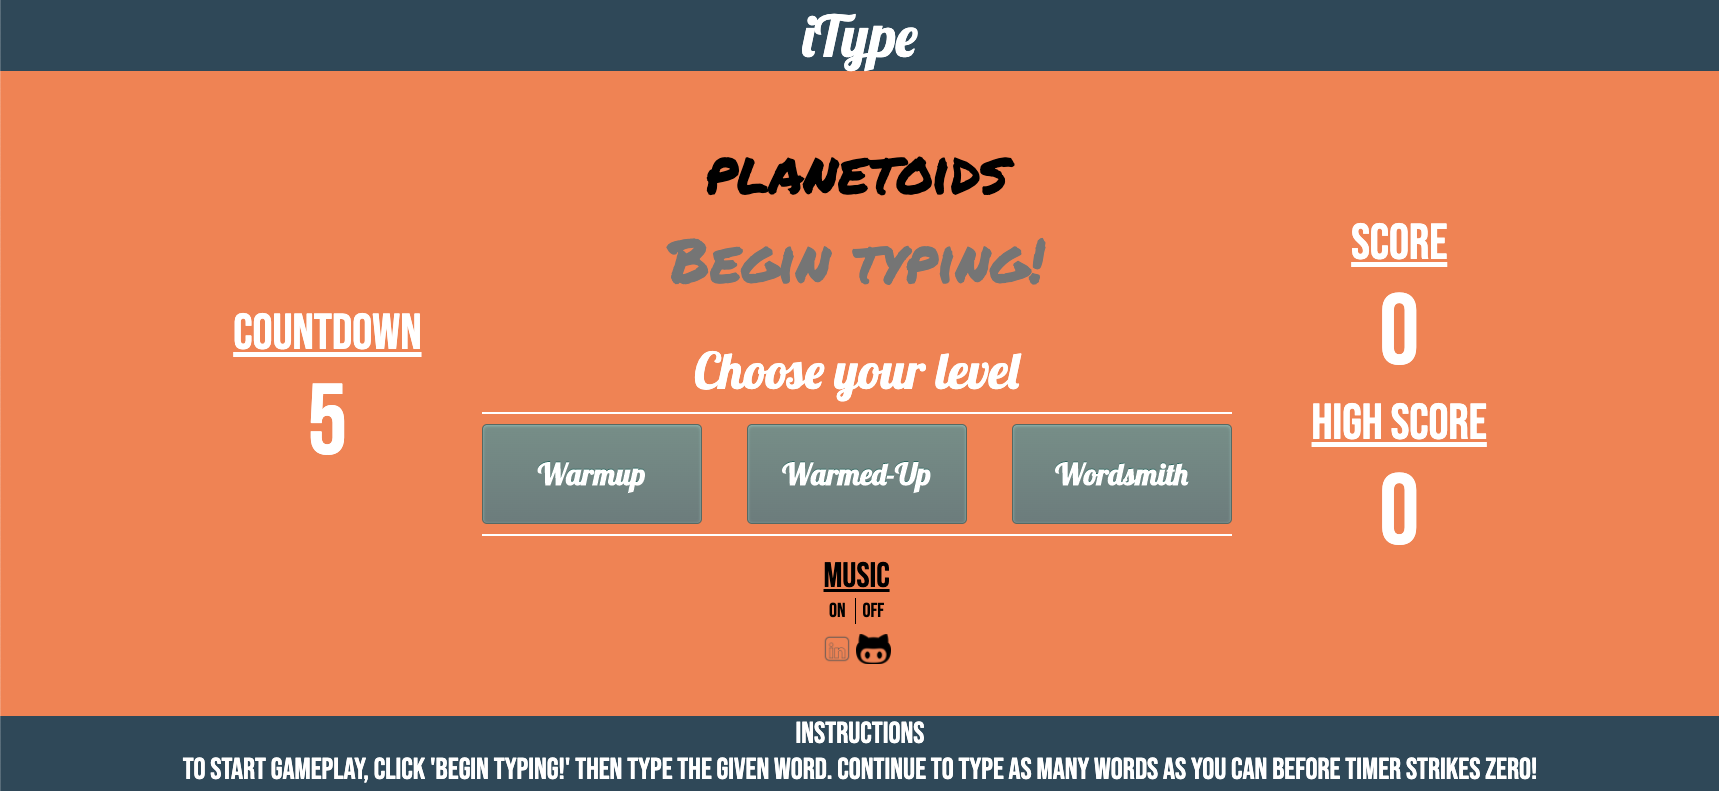 iType
PLANETOIDS
BEGIN TYPING!
COUNTDOWN
5
Choose your level
Warmup
Warmed-Up
Wordsmith
SCORE
0
HIGH SCORE
0
MUSIC
ON | OFF
in
INSTRUCTIONS
TO START GAMEPLAY, CLICK 'BEGIN TYPING!' THEN TYPE THE GIVEN WORD. CONTINUE TO TYPE AS MANY WORDS AS YOU CAN BEFORE TIMER STRIKES ZERO!